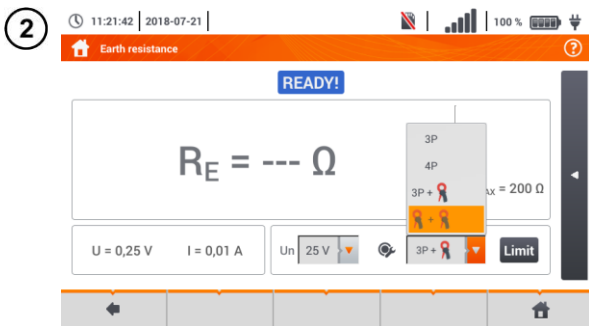 2
11:21:42 2018-07-21 100 %
Earth resistance ?
READY!
RE = --- Ω
3P
4P
3P +
= 200 Ω
+
U = 0,25 V I = 0,01 A Un 25 V 3P + Limit